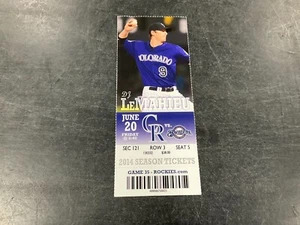 COLORADO
9
DJ
LEMAHIEU
JUNE
20
FRIDAY
CR VS.
SEC 121 ROW 3 SEAT 5
2014 SEASON TICKETS
GAME 35 - ROCKIES.COM